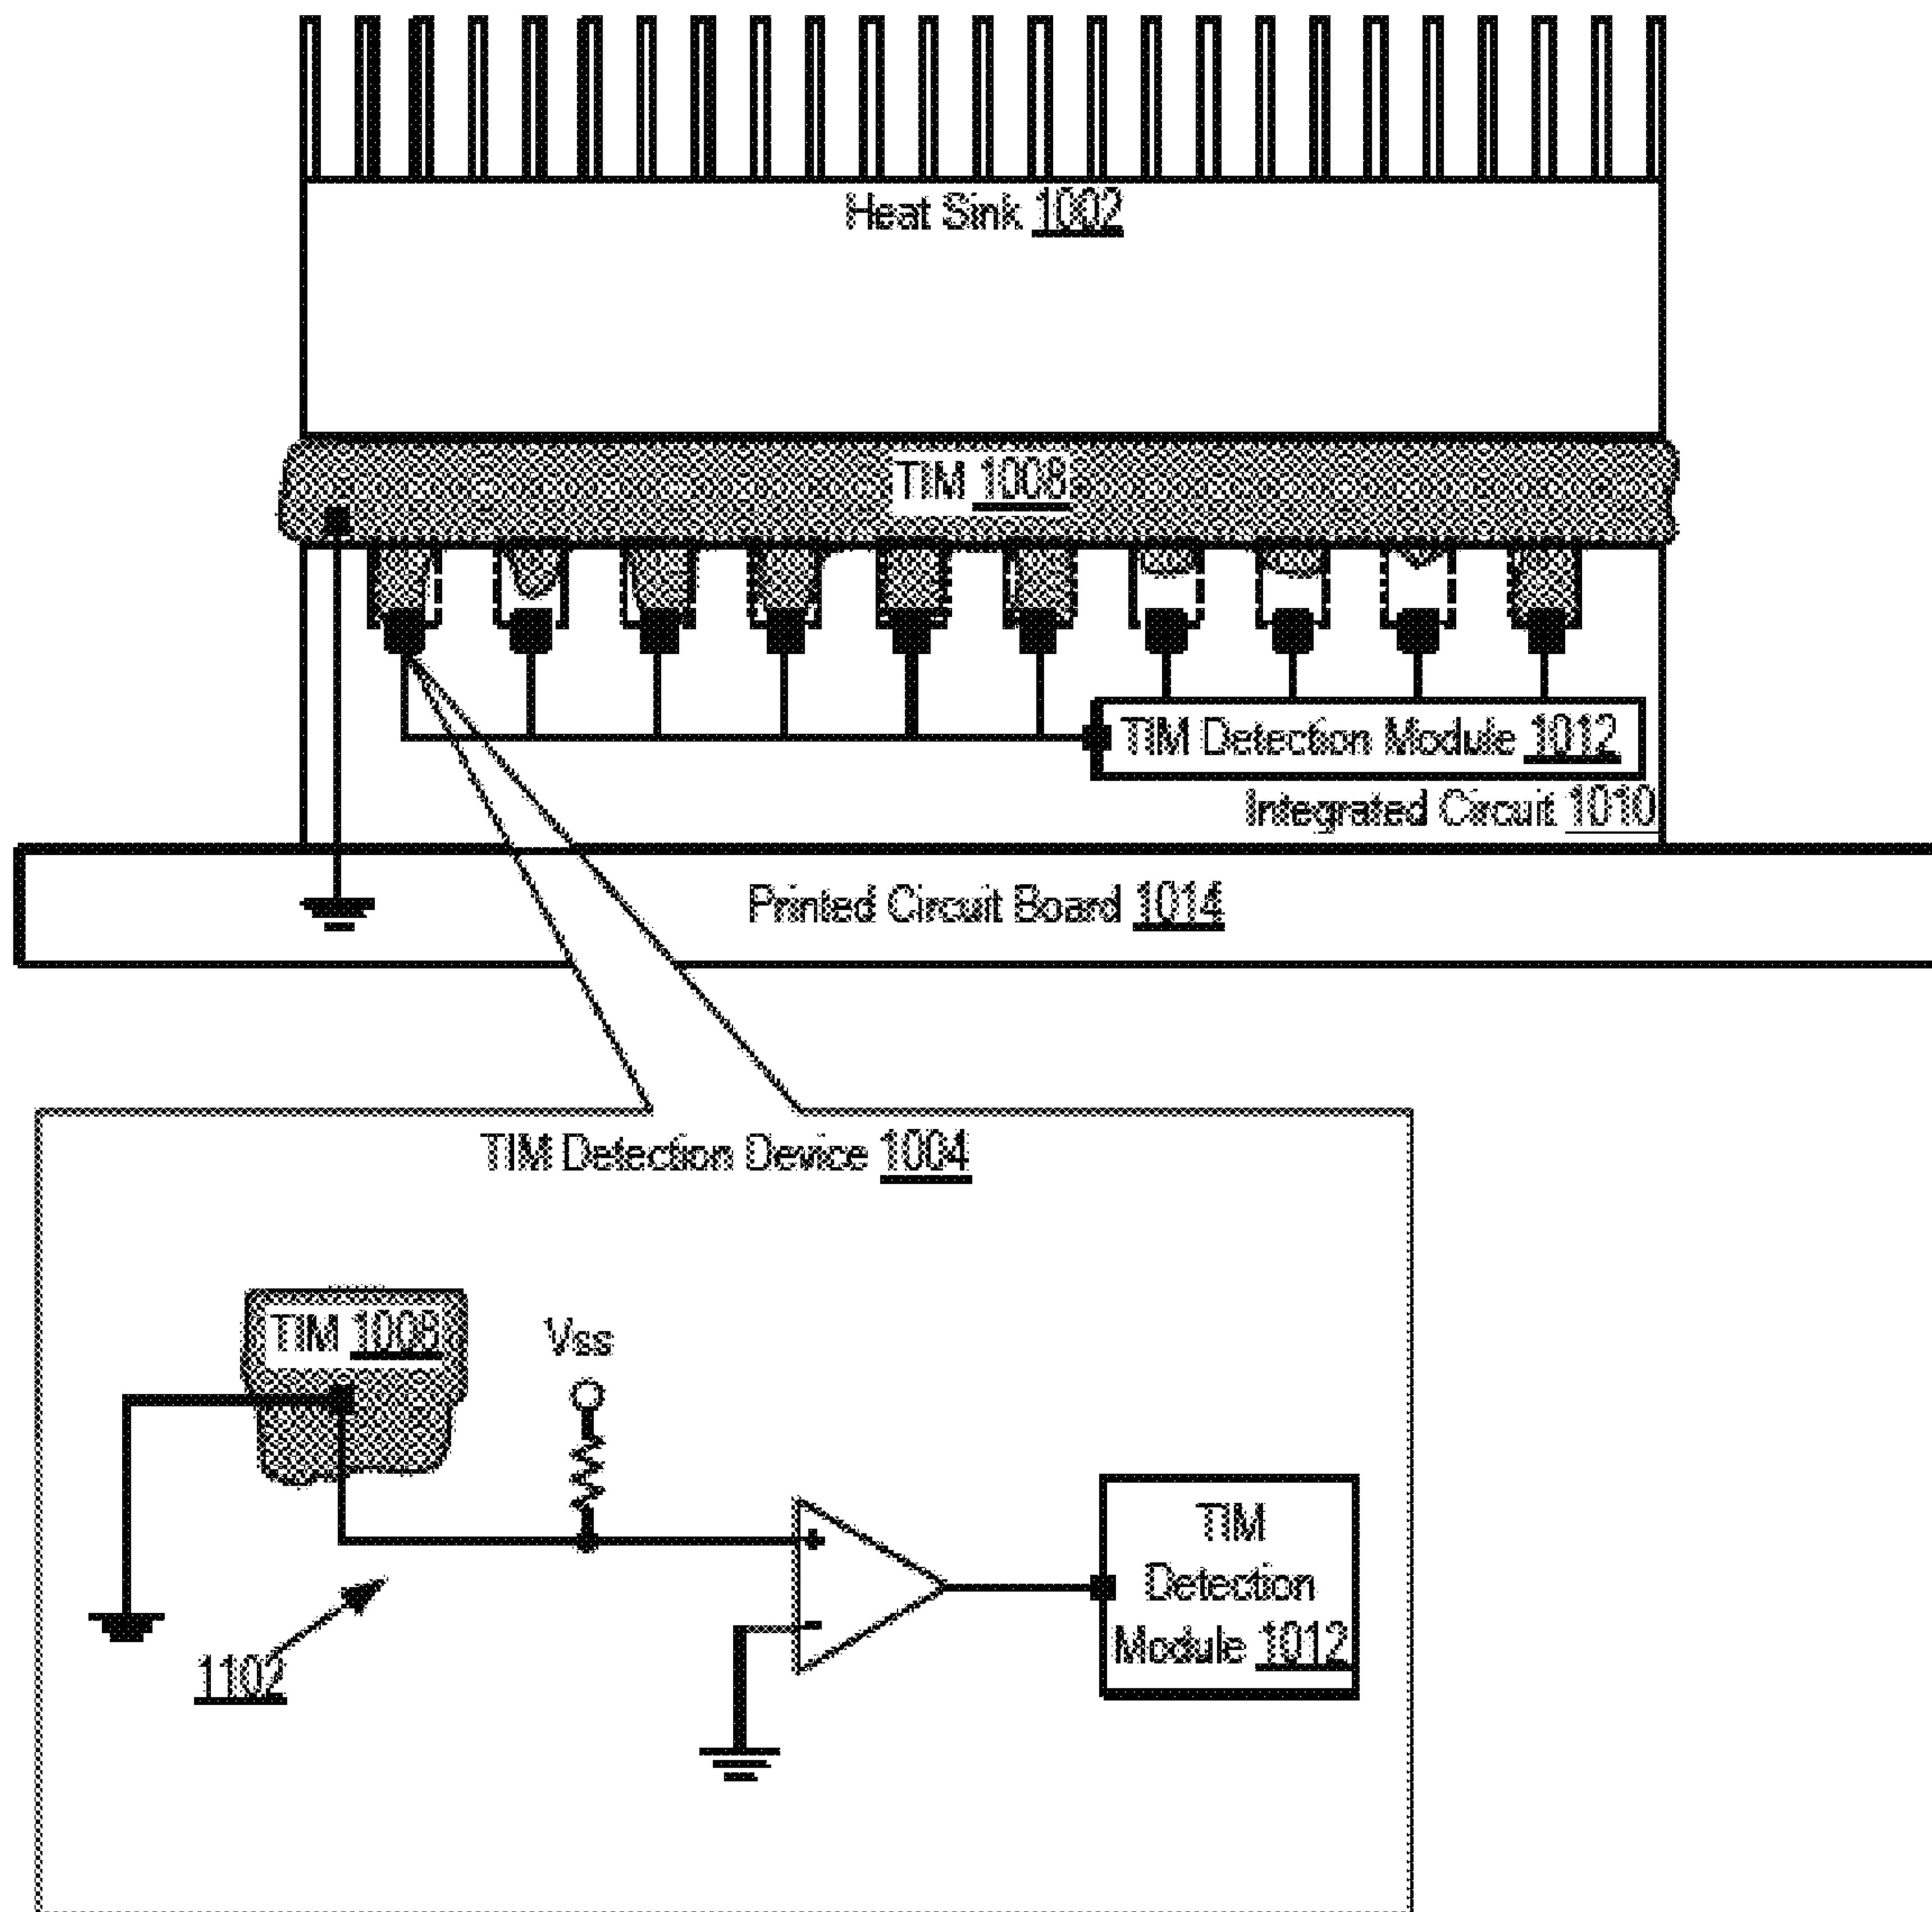 Heat Sink 1002
TIM 1008
TIM Detection Module 1012
Integrated Circuit 1010
Printed Circuit Board 1014
TIM Detection Device 1004
TIM 1008
Vss
+
-
TIM
Detection
Module 1012
1102